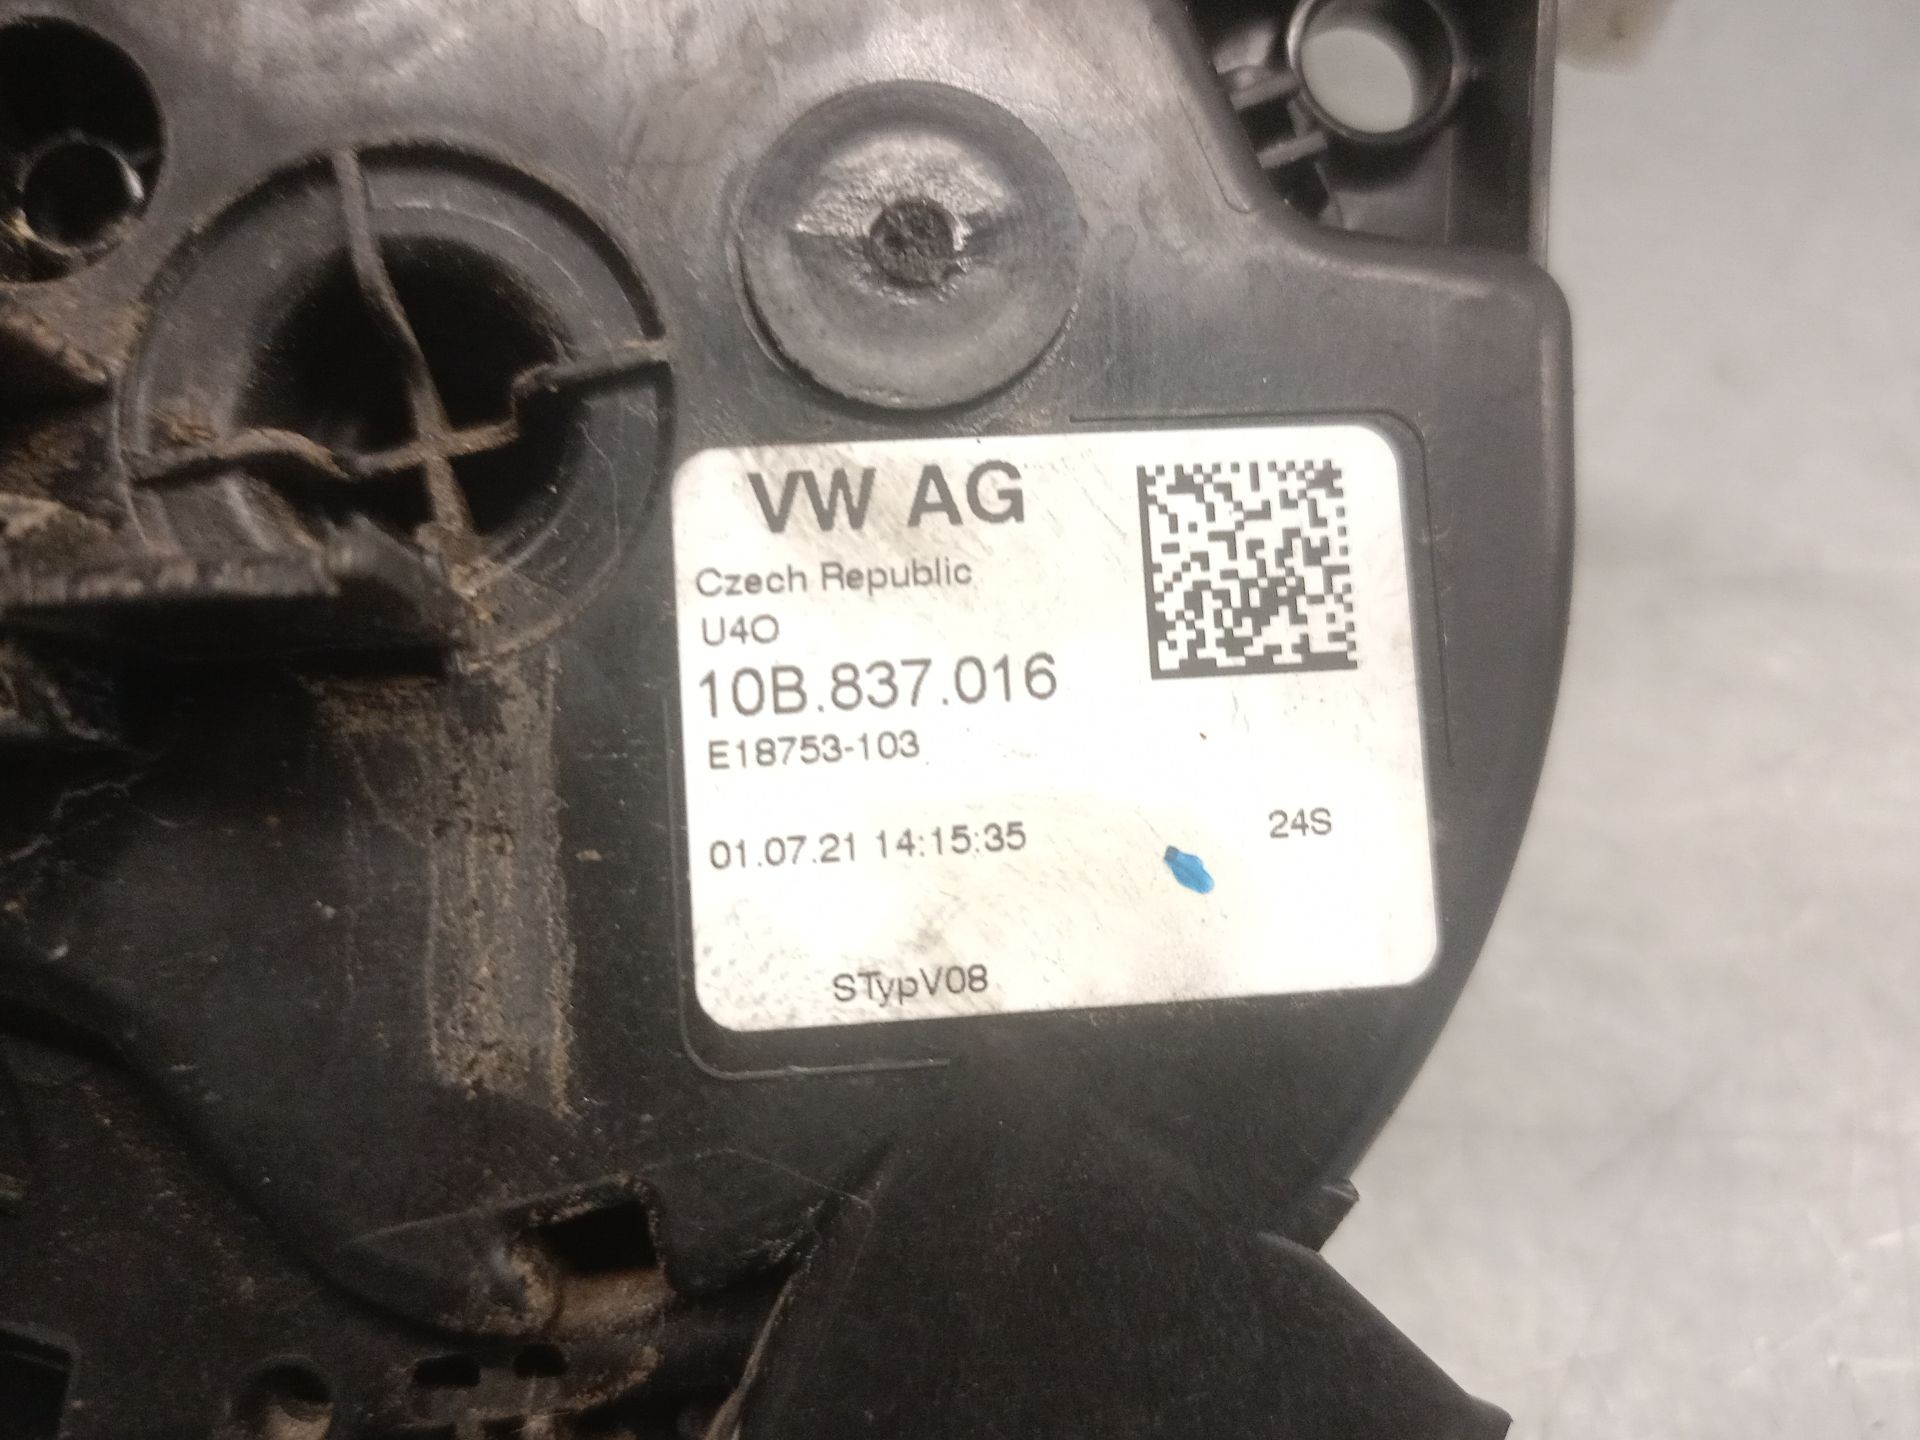 VW AG
Czech Republic
U4O
10B.837.016
E18753-103
01.07.21 14:15:35
24S
STypV08